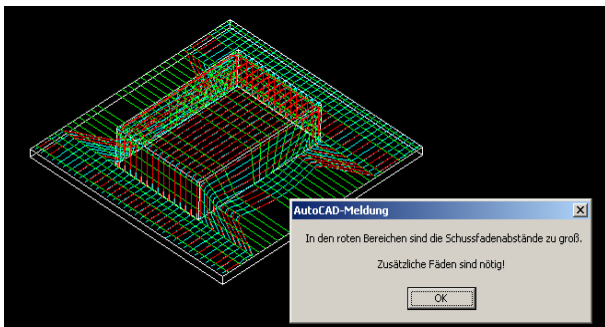 AutoCAD-Meldung
In den roten Bereichen sind die Schussfadenabstände zu groß.
Zusätzliche Fäden sind nötig!
OK